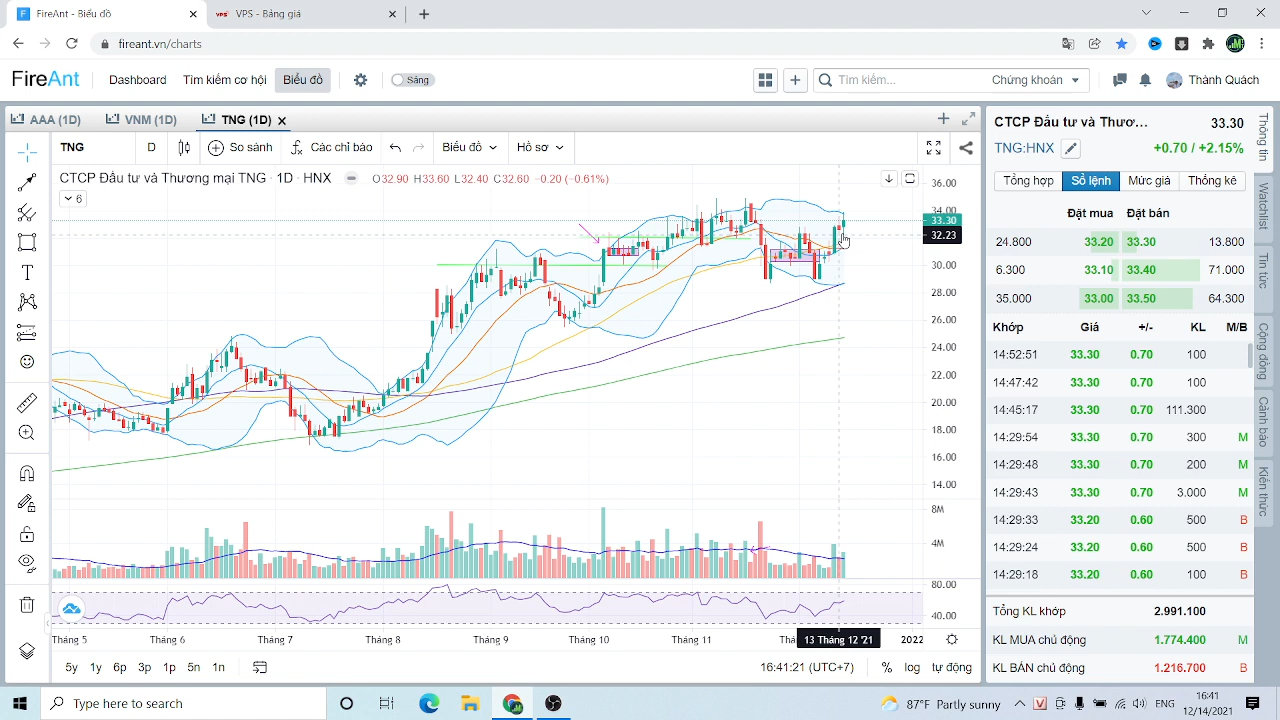 FireAnt - Biểu đồ
VPS - Bảng giá
fireant.vn/charts
FireAnt
Dashboard
Tìm kiếm cơ hội
Biểu đồ
Sáng
Tìm kiếm...
Chứng khoán
Thành Quách
AAA (1D)
VNM (1D)
TNG (1D)
TNG
D
So sánh
Các chỉ báo
Biểu đồ
Hồ sơ
CTCP Đầu tư và Thương mại TNG · 1D · HNX
O32.90 H33.60 L32.40 C32.60 -0.20 (-0.61%)
6
36.00
34.00
33.30
32.23
30.00
28.00
26.00
24.00
22.00
20.00
18.00
16.00
14.00
8M
4M
80.00
40.00
Tháng 5
Tháng 6
Tháng 7
Tháng 8
Tháng 9
Tháng 10
Tháng 11
13 Tháng 12 '21
2022
5y 1y 6p 3p 1p 5n 1n
16:41:21 (UTC+7)
% log tự động
CTCP Đầu tư và Thươ...
33.30
TNG:HNX
+0.70 / +2.15%
Tổng hợp
Sổ lệnh
Mức giá
Thống kê
Đặt mua Đặt bán
24.800 33.20 33.30 13.800
6.300 33.10 33.40 71.000
35.000 33.00 33.50 64.300
Khớp Giá +/- KL M/B
14:52:51 33.30 0.70 100
14:47:42 33.30 0.70 100
14:45:17 33.30 0.70 111.300
14:29:54 33.30 0.70 300 M
14:29:48 33.30 0.70 200 M
14:29:43 33.30 0.70 3.000 M
14:29:33 33.20 0.60 500 B
14:29:24 33.20 0.60 500 B
14:29:18 33.20 0.60 100 B
Tổng KL khớp 2.991.100
KL MUA chủ động 1.774.400 M
KL BÁN chủ động 1.216.700 B
Thông tin
Watchlist
Tin tức
Cộng đồng
Cảnh báo
Kiến thức
Type here to search
87°F Partly sunny
ENG
16:41
12/14/2021